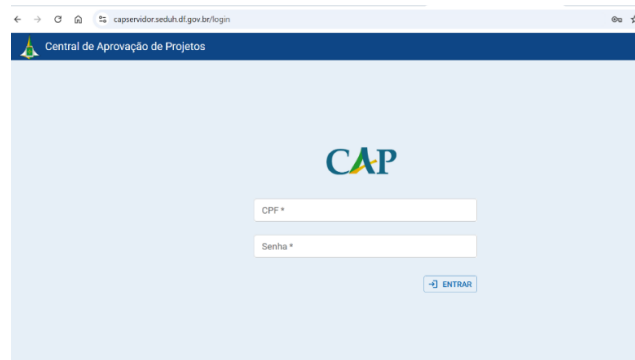 capservidor.seduh.df.gov.br/login
Central de Aprovação de Projetos
CAP
CPF *
Senha *
ENTRAR